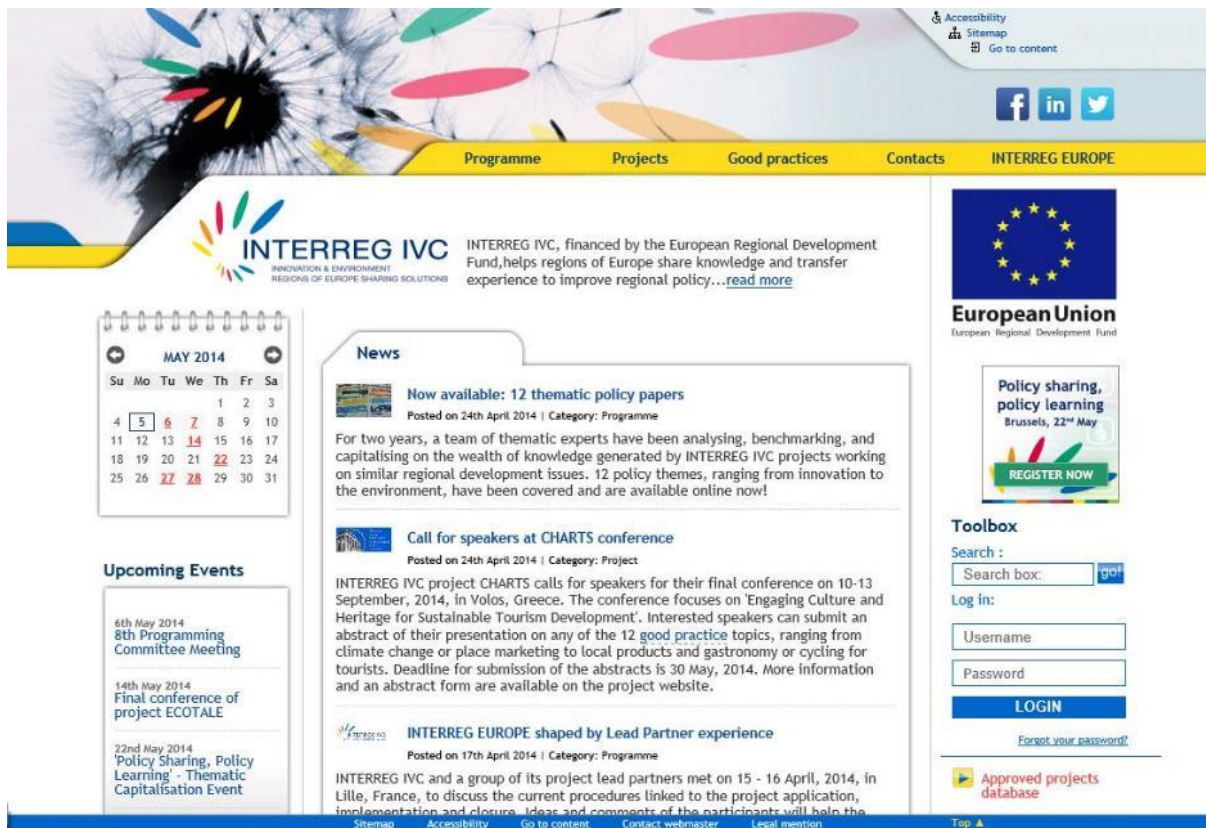 Accessibility
Sitemap
Go to content
Programme Projects Good practices Contacts INTERREG EUROPE
INTERREG IVC
INNOVATION & ENVIRONMENT
REGIONS OF EUROPE SHARING SOLUTIONS
INTERREG IVC, financed by the European Regional Development
Fund,helps regions of Europe share knowledge and transfer
experience to improve regional policy...read more
European Union
European Regional Development Fund
MAY 2014
Su Mo Tu We Th Fr Sa
1 2 3
4 5 6 7 8 9 10
11 12 13 14 15 16 17
18 19 20 21 22 23 24
25 26 27 28 29 30 31
Upcoming Events
6th May 2014
8th Programming
Committee Meeting
14th May 2014
Final conference of
project ECOTALE
22nd May 2014
'Policy Sharing, Policy
Learning' - Thematic
Capitalisation Event
News
Now available: 12 thematic policy papers
Posted on 24th April 2014 | Category: Programme
For two years, a team of thematic experts have been analysing, benchmarking, and
capitalising on the wealth of knowledge generated by INTERREG IVC projects working
on similar regional development issues. 12 policy themes, ranging from innovation to
the environment, have been covered and are available online now!
Call for speakers at CHARTS conference
Posted on 24th April 2014 | Category: Project
INTERREG IVC project CHARTS calls for speakers for their final conference on 10-13
September, 2014, in Volos, Greece. The conference focuses on 'Engaging Culture and
Heritage for Sustainable Tourism Development'. Interested speakers can submit an
abstract of their presentation on any of the 12 good practice topics, ranging from
climate change or place marketing to local products and gastronomy or cycling for
tourists. Deadline for submission of the abstracts is 30 May, 2014. More information
and an abstract form are available on the project website.
INTERREG EUROPE shaped by Lead Partner experience
Posted on 17th April 2014 | Category: Programme
INTERREG IVC and a group of its project lead partners met on 15 - 16 April, 2014, in
Lille, France, to discuss the current procedures linked to the project application,
implementation and closure. Ideas and comments of the participants will help the
Policy sharing,
policy learning
Brussels, 22nd May
REGISTER NOW
Toolbox
Search :
Search box: go!
Log in:
Username
Password
LOGIN
Forgot your password?
Approved projects
database
Sitemap Accessibility Go to content Contact webmaster Legal mention Top ▲